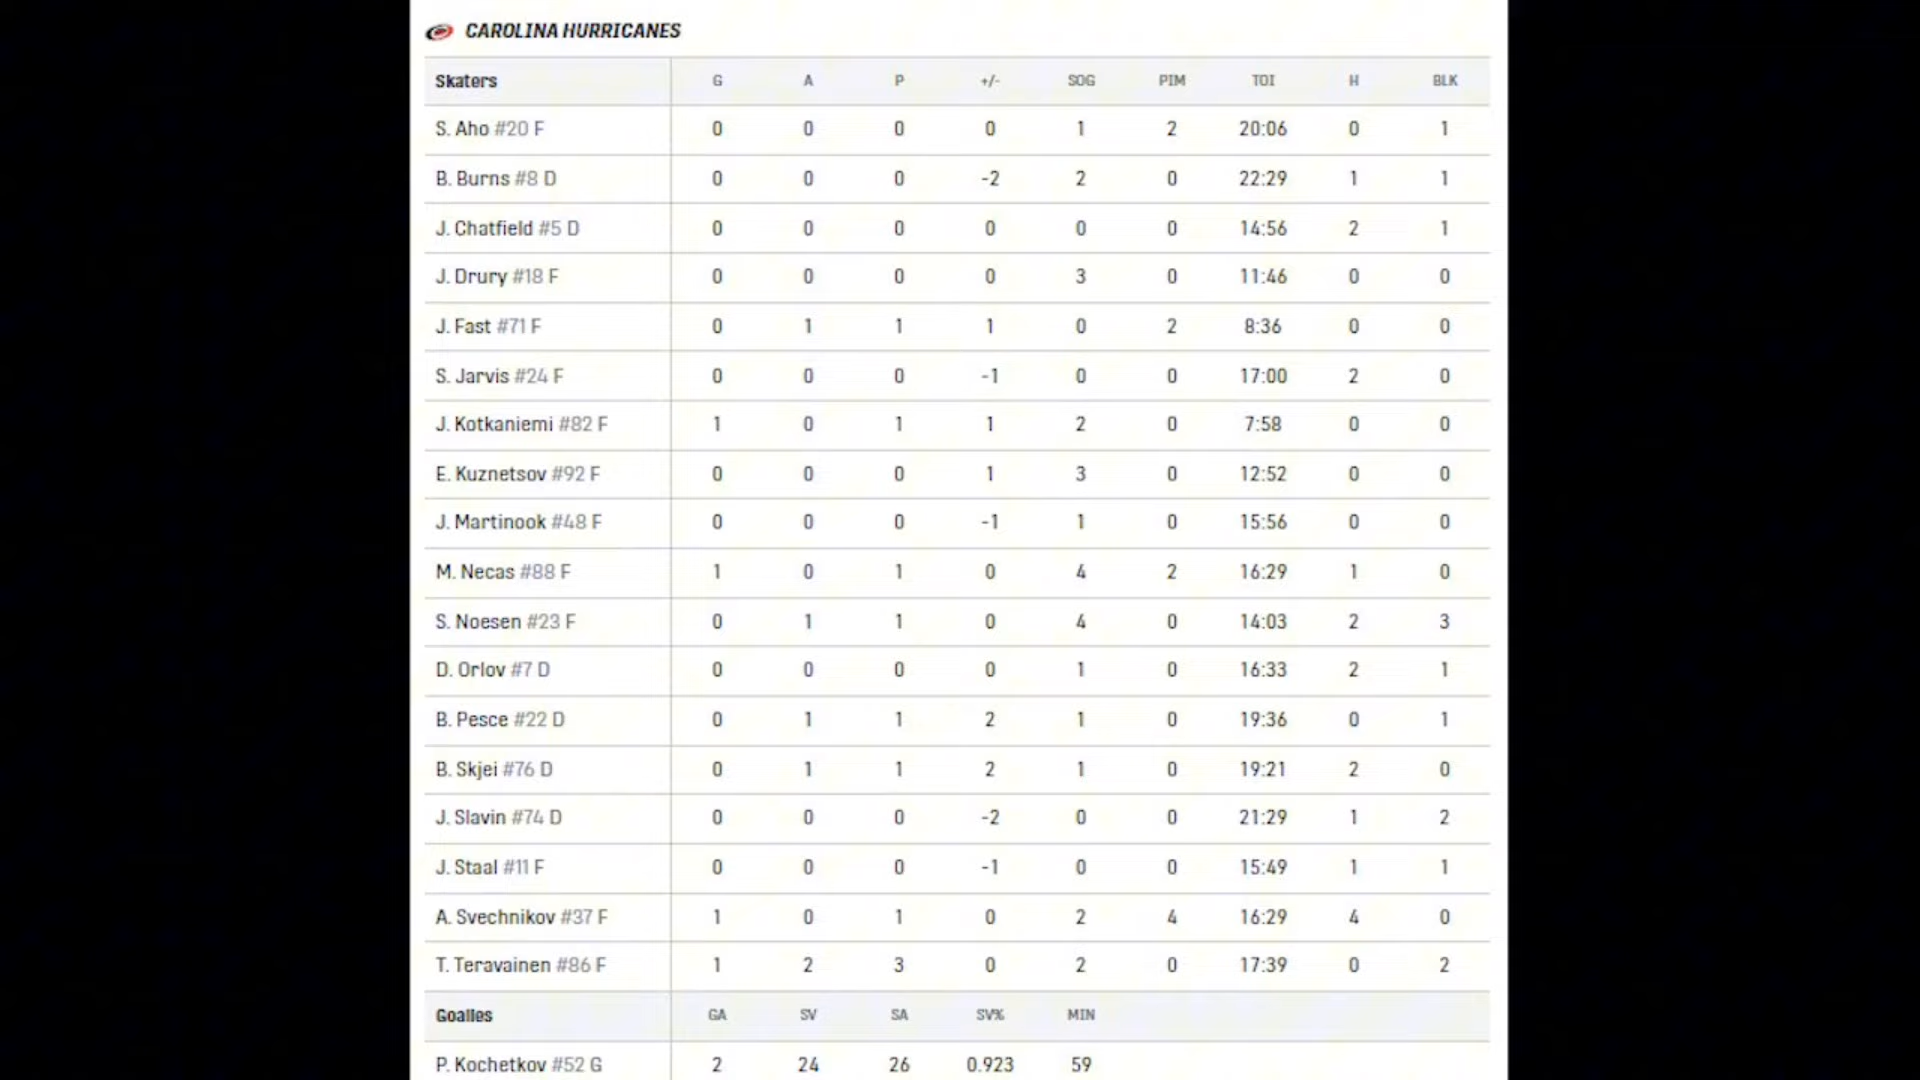 CAROLINA HURRICANES
Skaters G A P +/- SOG PIM TOI H BLK
S. Aho #20 F 0 0 0 0 1 2 20:06 0 1
B. Burns #8 D 0 0 0 -2 2 0 22:29 1 1
J. Chatfield #5 D 0 0 0 0 0 0 14:56 2 1
J. Drury #18 F 0 0 0 0 3 0 11:46 0 0
J. Fast #71 F 0 1 1 1 0 2 8:36 0 0
S. Jarvis #24 F 0 0 0 -1 0 0 17:00 2 0
J. Kotkaniemi #82 F 1 0 1 1 2 0 7:58 0 0
E. Kuznetsov #92 F 0 0 0 1 3 0 12:52 0 0
J. Martinook #48 F 0 0 0 -1 1 0 15:56 0 0
M. Necas #88 F 1 0 1 0 4 2 16:29 1 0
S. Noesen #23 F 0 1 1 0 4 0 14:03 2 3
D. Orlov #7 D 0 0 0 0 1 0 16:33 2 1
B. Pesce #22 D 0 1 1 2 1 0 19:36 0 1
B. Skjei #76 D 0 1 1 2 1 0 19:21 2 0
J. Slavin #74 D 0 0 0 -2 0 0 21:29 1 2
J. Staal #11 F 0 0 0 -1 0 0 15:49 1 1
A. Svechnikov #37 F 1 0 1 0 2 4 16:29 4 0
T. Teravainen #86 F 1 2 3 0 2 0 17:39 0 2
Goalies GA SV SA SV% MIN
P. Kochetkov #52 G 2 24 26 0.923 59